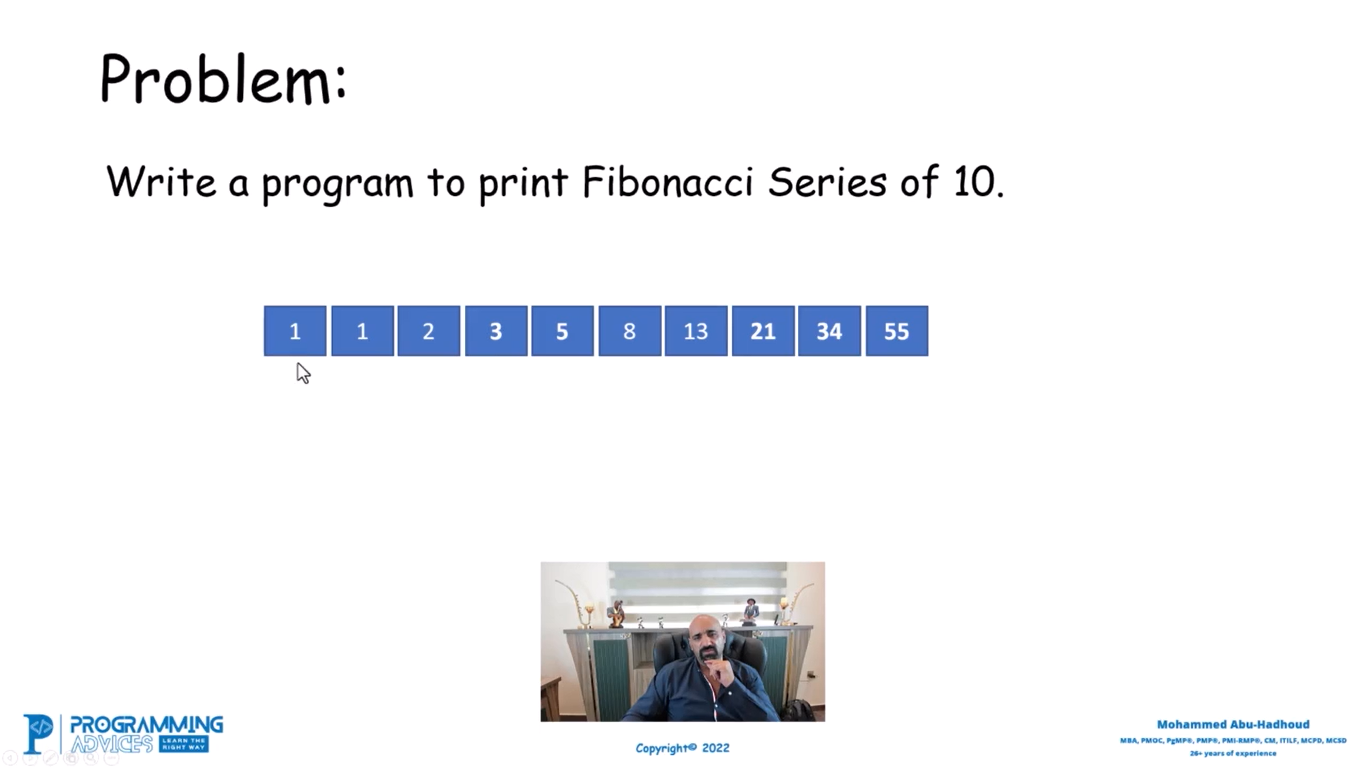 Problem:
Write a program to print Fibonacci Series of 10.
1 1 2 3 5 8 13 21 34 55
PROGRAMMING
ADVICES LEARN THE RIGHT WAY
Copyright© 2022
Mohammed Abu-Hadhoud
MBA, PMOC, PgMP®, PMP®, PMI-RMP®, CM, ITILF, MCPD, MCSD
26+ years of experience